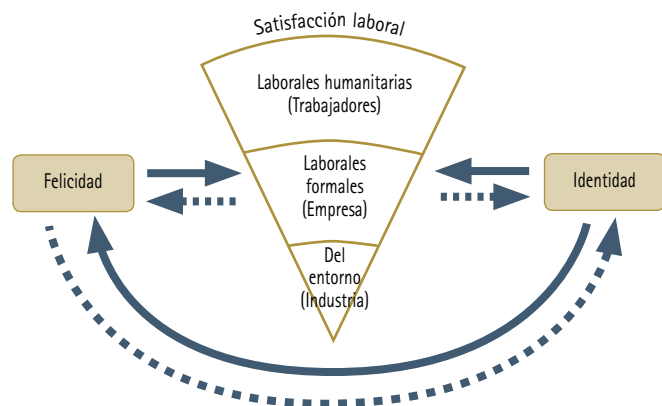 Satisfacción laboral
Laborales humanitarias
(Trabajadores)
Felicidad
Laborales
formales
(Empresa)
Identidad
Del
entorno
(Industria)